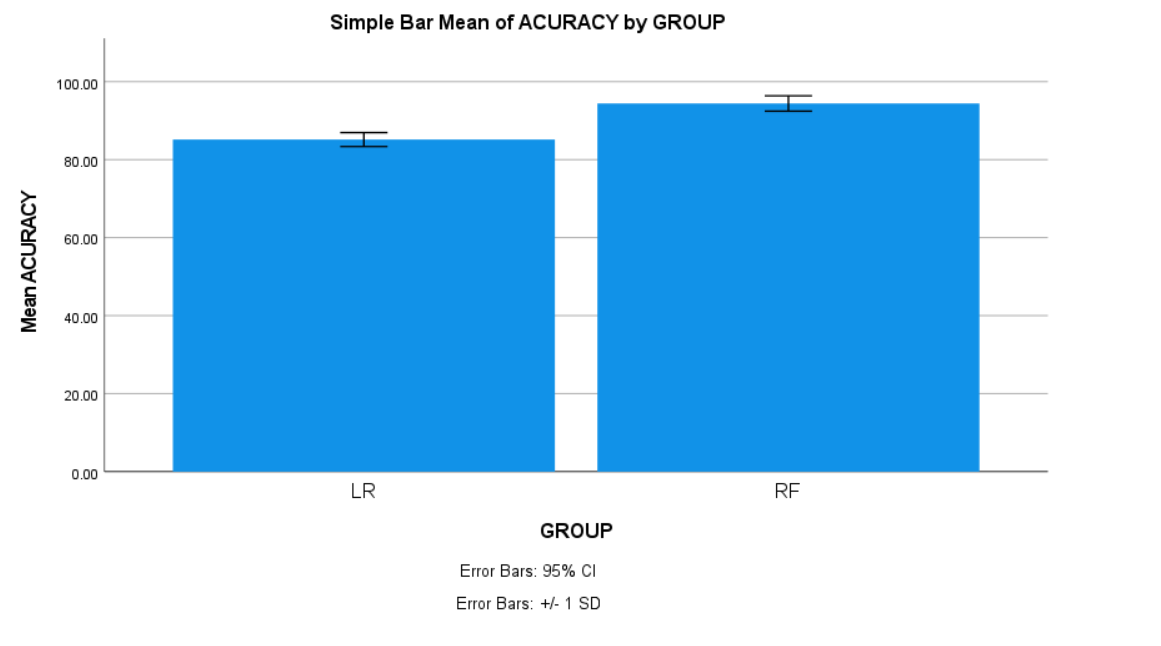 Simple Bar Mean of ACURACY by GROUP
100.00
80.00
60.00
40.00
20.00
0.00
Mean ACURACY
LR
RF
GROUP
Error Bars: 95% CI
Error Bars: +/- 1 SD